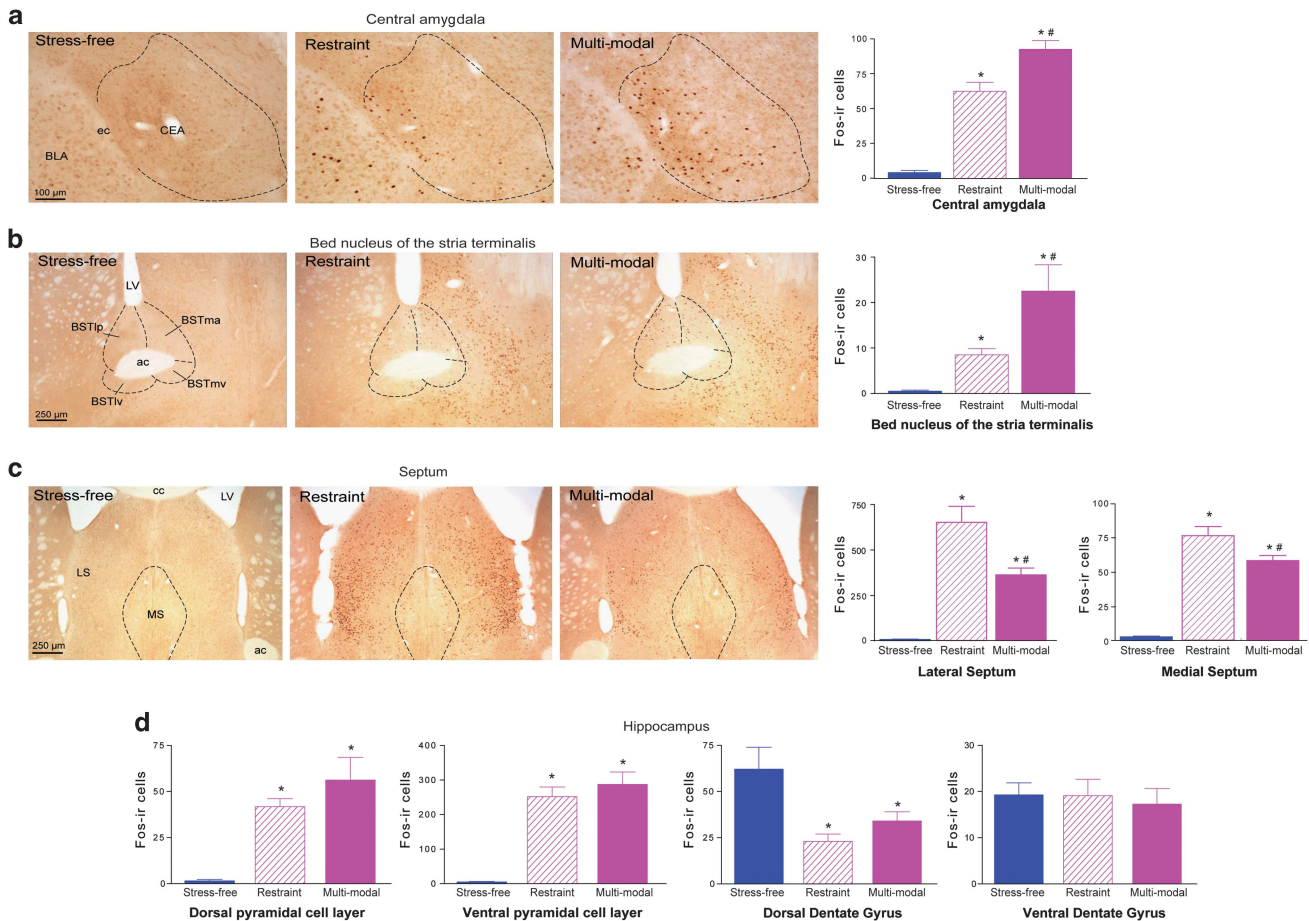 a
Central amygdala
Stress-free
Restraint
Multi-modal
ec
CEA
BLA
100 µm
Fos-ir cells
100
75
50
25
0
*
* #
Stress-free Restraint Multi-modal
Central amygdala
b
Bed nucleus of the stria terminalis
Stress-free
Restraint
Multi-modal
LV
BSTlp
BSTma
ac
BSTmv
BSTlv
250 µm
Fos-ir cells
30
20
10
0
*
* #
Stress-free Restraint Multi-modal
Bed nucleus of the stria terminalis
c
Septum
Stress-free
Restraint
Multi-modal
cc
LV
LS
MS
250 µm
ac
Fos-ir cells
750
500
250
0
*
* #
Stress-free Restraint Multi-modal
Lateral Septum
Fos-ir cells
100
75
50
25
0
*
* #
Stress-free Restraint Multi-modal
Medial Septum
d
Hippocampus
Fos-ir cells
75
50
25
0
*
*
Stress-free Restraint Multi-modal
Dorsal pyramidal cell layer
Fos-ir cells
400
300
200
100
0
*
*
Stress-free Restraint Multi-modal
Ventral pyramidal cell layer
Fos-ir cells
75
50
25
0
*
*
Stress-free Restraint Multi-modal
Dorsal Dentate Gyrus
Fos-ir cells
30
20
10
0
Stress-free Restraint Multi-modal
Ventral Dentate Gyrus